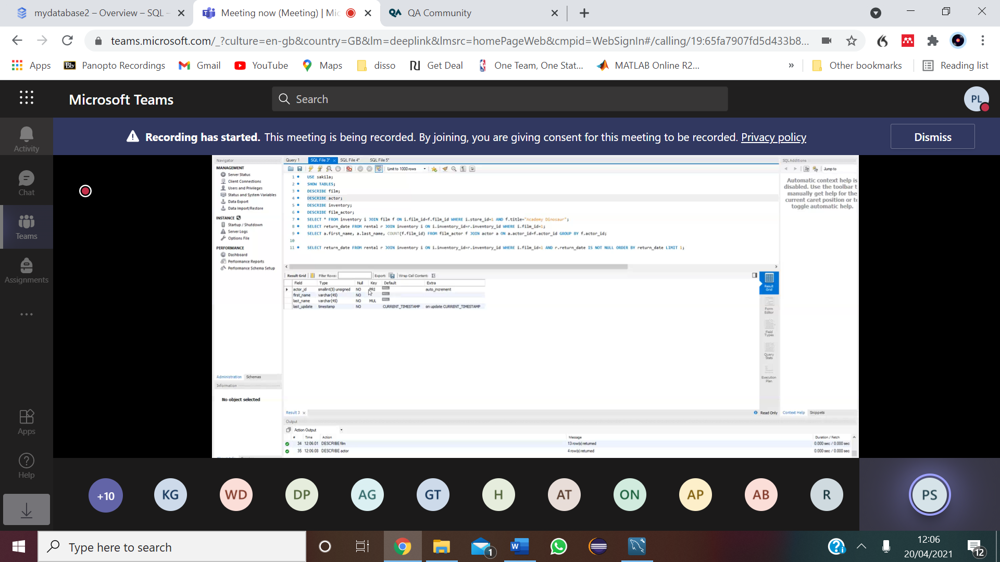 mydatabase2 – Overview – SQL -
Meeting now (Meeting) | Mic
QA Community
teams.microsoft.com/_?culture=en-gb&country=GB&lm=deeplink&lmsrc=homePageWeb&cmpid=WebSignIn#/calling/19:65fa7907fd5d433b8...
Apps
Bb Panopto Recordings
Gmail
YouTube
Maps
disso
Get Deal
One Team, One Stat...
MATLAB Online R2...
»
Other bookmarks
Reading list
Microsoft Teams
Search
PL
Recording has started. This meeting is being recorded. By joining, you are giving consent for this meeting to be recorded. Privacy policy
Dismiss
Activity
Chat
Teams
Assignments
Apps
Help
Navigator
MANAGEMENT
Server Status
Client Connections
Users and Privileges
Status and System Variables
Data Export
Data Import/Restore
INSTANCE
Startup / Shutdown
Server Logs
Options File
PERFORMANCE
Dashboard
Performance Reports
Performance Schema Setup
Administration Schemas
Information
No object selected
Query 1 SQL File 3* SQL File 4* SQL File 5*
Limit to 1000 rows
1 USE sakila;
2 SHOW TABLES;
3 DESCRIBE film;
4 DESCRIBE actor;
5 DESCRIBE inventory;
6 DESCRIBE film_actor;
7 SELECT * FROM inventory i JOIN film f ON i.film_id=f.film_id WHERE i.store_id=1 AND f.title="Academy Dinosaur";
8 SELECT return_date FROM rental r JOIN inventory i ON i.inventory_id=r.inventory_id WHERE i.film_id=1;
9 SELECT a.first_name, a.last_name, COUNT(f.film_id) FROM film_actor f JOIN actor a ON a.actor_id=f.actor_id GROUP BY f.actor_id;
10
11 SELECT return_date FROM rental r JOIN inventory i ON i.inventory_id=r.inventory_id WHERE i.film_id=1 AND r.return_date IS NOT NULL ORDER BY return_date LIMIT 1;
Result Grid Filter Rows: Export: Wrap Cell Content:
Field Type Null Key Default Extra
actor_id smallint(5) unsigned NO PRI NULL auto_increment
first_name varchar(45) NO NULL
last_name varchar(45) NO MUL NULL
last_update timestamp NO CURRENT_TIMESTAMP on update CURRENT_TIMESTAMP
Result Grid
Form Editor
Field Types
Query Stats
Execution Plan
Result 3
Read Only
Context Help Snippets
SQLAdditions
Jump to
Automatic context help is
disabled. Use the toolbar t
manually get help for the
current caret position or to
toggle automatic help.
Output
Action Output
# Time Action Message Duration / Fetch
34 12:06:01 DESCRIBE film 13 row(s) returned 0.000 sec / 0.000 sec
35 12:06:08 DESCRIBE actor 4 row(s) returned 0.000 sec / 0.000 sec
+10 KG WD DP AG GT H AT ON AP AB R PS
Type here to search
1
W
12:06
20/04/2021
12